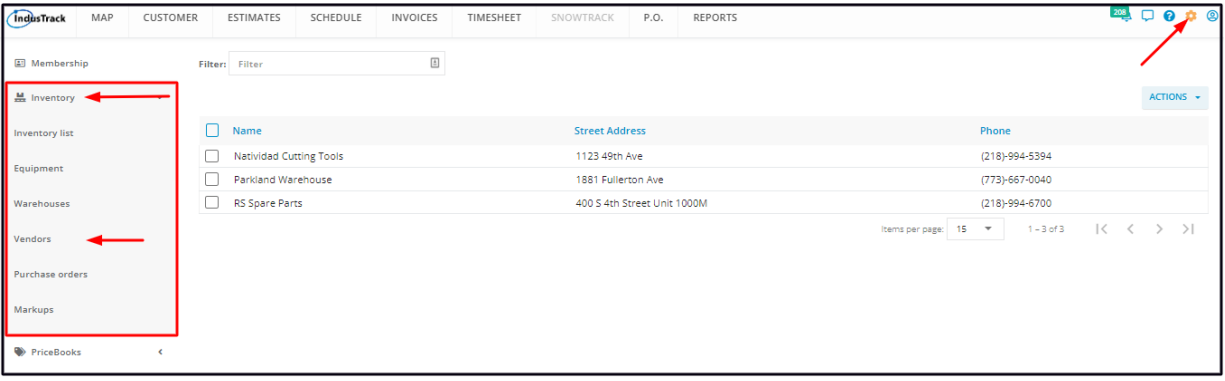 IndusTrack MAP CUSTOMER ESTIMATES SCHEDULE INVOICES TIMESHEET SNOWTRACK P.O. REPORTS 208
Membership
Filter: Filter
Inventory
ACTIONS
Name Street Address Phone
Inventory list
Natividad Cutting Tools 1123 49th Ave (218)-994-5394
Equipment
Parkland Warehouse 1881 Fullerton Ave (773)-667-0040
Warehouses
RS Spare Parts 400 S 4th Street Unit 1000M (218)-994-6700
Items per page: 15 1 – 3 of 3
Vendors
Purchase orders
Markups
PriceBooks